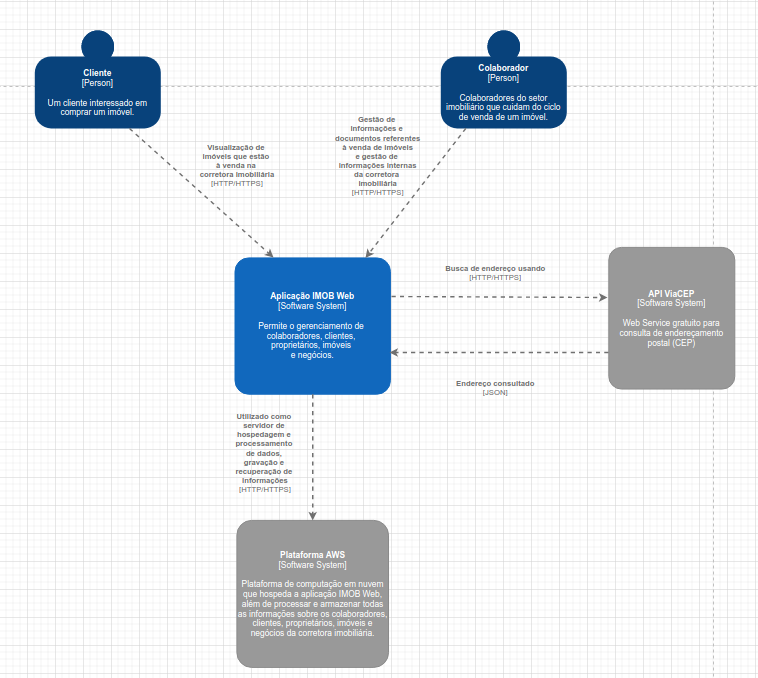 Cliente
[Person]
Um cliente interessado em
comprar um imóvel.
Colaborador
[Person]
Colaboradores do setor
imobiliário que cuidam do ciclo
de venda de um imóvel.
Visualização de
imóveis que estão
à venda na
corretora imobiliária
[HTTP/HTTPS]
Gestão de
informações e
documentos referentes
à venda de imóveis
e gestão de
informações internas
da corretora
imobiliária
[HTTP/HTTPS]
Aplicação IMOB Web
[Software System]
Permite o gerenciamento de
colaboradores, clientes,
proprietários, imóveis
e negócios.
Busca de endereço usando
[HTTP/HTTPS]
API ViaCEP
[Software System]
Web Service gratuito para
consulta de endereçamento
postal (CEP)
Endereço consultado
[JSON]
Utilizado como
servidor de
hospedagem e
processamento
de dados,
gravação e
recuperação de
informações
[HTTP/HTTPS]
Plataforma AWS
[Software System]
Plataforma de computação em nuvem
que hospeda a aplicação IMOB Web,
além de processar e armazenar todas
as informações sobre os colaboradores,
clientes, proprietários, imóveis e
negócios da corretora imobiliária.